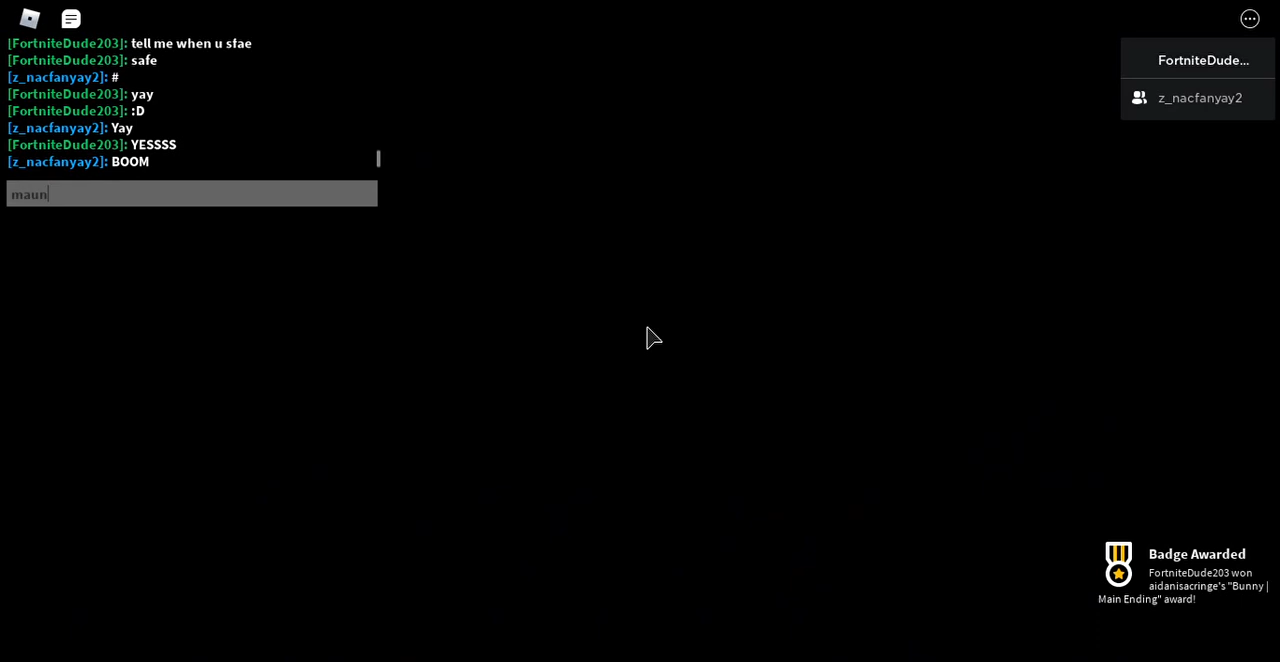 [FortniteDude203]: tell me when u sfae
[FortniteDude203]: safe
[z_nacfanyay2]: #
[FortniteDude203]: yay
[FortniteDude203]: :D
[z_nacfanyay2]: Yay
[FortniteDude203]: YESSSS
[z_nacfanyay2]: BOOM
maun
FortniteDude...
z_nacfanyay2
Badge Awarded
FortniteDude203 won
aidanisacringe's "Bunny |
Main Ending" award!